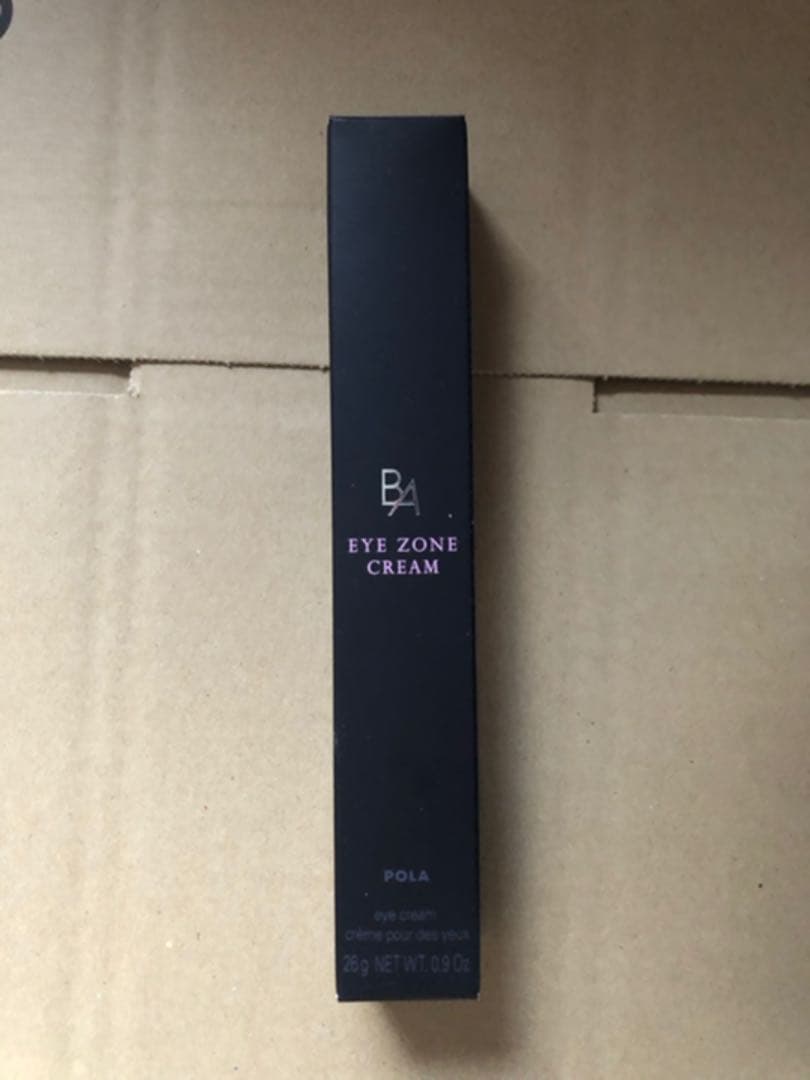 BA
EYE ZONE
CREAM
POLA
eye cream
crème pour des yeux
26g NET WT. 0.9 Oz